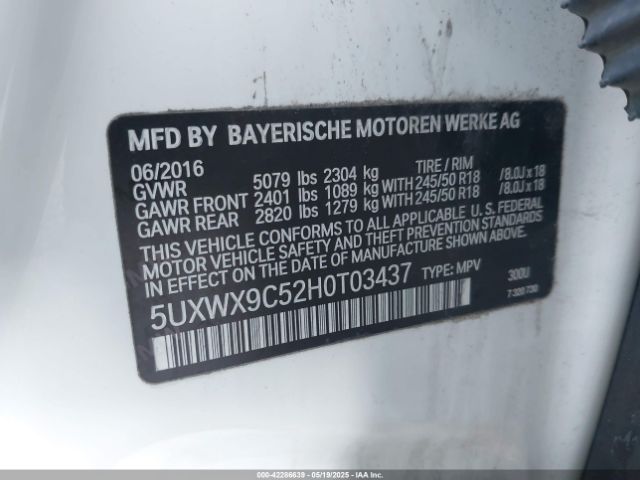 MFD BY BAYERISCHE MOTOREN WERKE AG
06/2016 TIRE / RIM
GVWR 5079 lbs 2304 kg
GAWR FRONT 2401 lbs 1089 kg WITH 245/50 R18 /8.0J x 18
GAWR REAR 2820 lbs 1279 kg WITH 245/50 R18 /8.0J x 18
THIS VEHICLE CONFORMS TO ALL APPLICABLE U.S. FEDERAL
MOTOR VEHICLE SAFETY AND THEFT PREVENTION STANDARDS
IN EFFECT ON THE DATE OF MANUFACTURE SHOWN ABOVE.
5UXWX9C52H0T03437 TYPE: MPV 300U
7 320 730
000-42286639 - 05/19/2025 - IAA Inc.